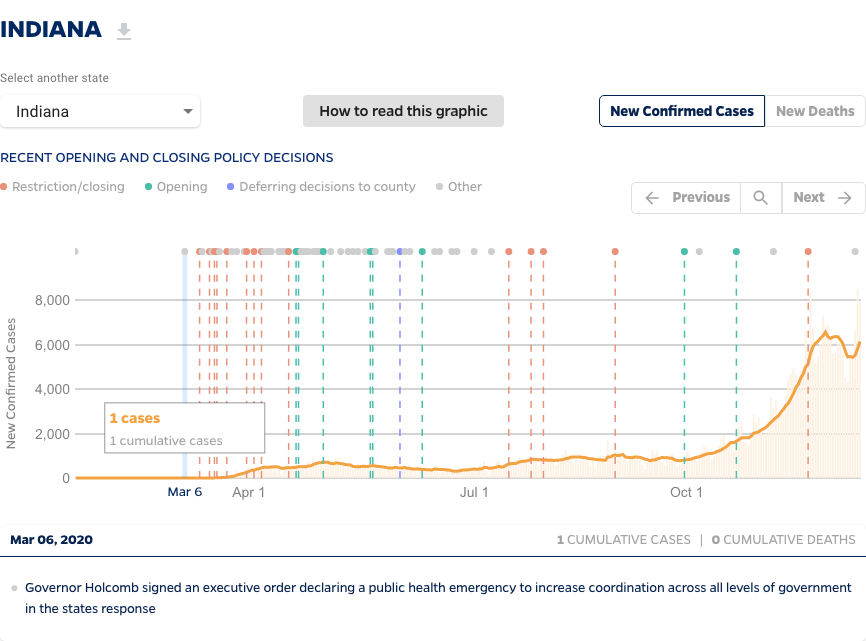 INDIANA
Select another state
Indiana
How to read this graphic
New Confirmed Cases
New Deaths
RECENT OPENING AND CLOSING POLICY DECISIONS
Restriction/closing
Opening
Deferring decisions to county
Other
Previous
Next
New Confirmed Cases
8,000
6,000
4,000
2,000
0
1 cases
1 cumulative cases
Mar 6
Apr 1
Jul 1
Oct 1
Mar 06, 2020
1 CUMULATIVE CASES | 0 CUMULATIVE DEATHS
Governor Holcomb signed an executive order declaring a public health emergency to increase coordination across all levels of government
in the states response